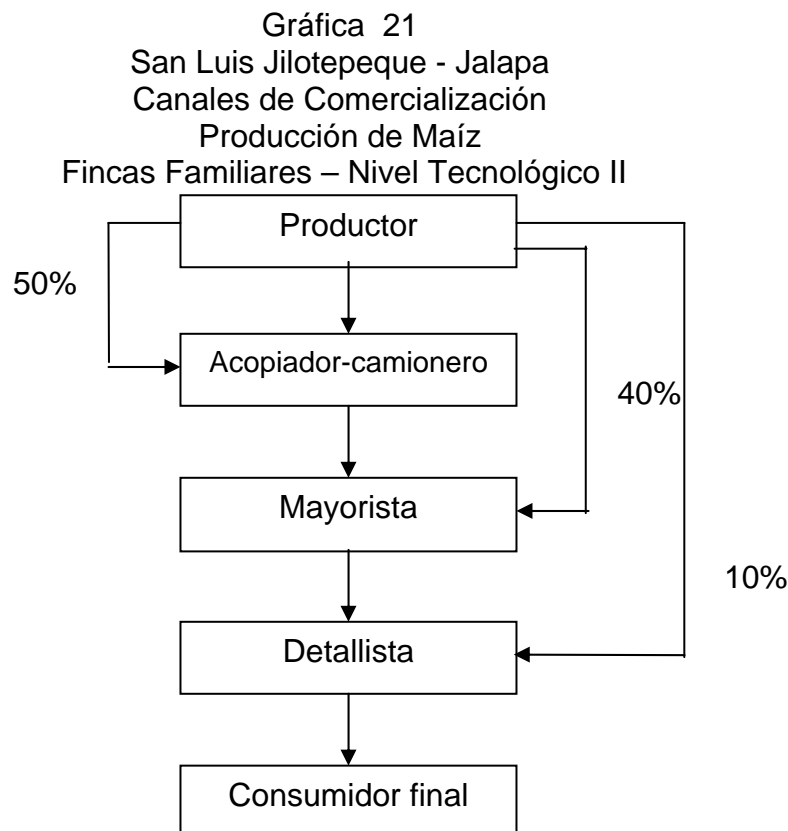 Gráfica 21
San Luis Jilotepeque - Jalapa
Canales de Comercialización
Producción de Maíz
Fincas Familiares – Nivel Tecnológico II
Productor
50%
Acopiador-camionero
40%
Mayorista
10%
Detallista
Consumidor final